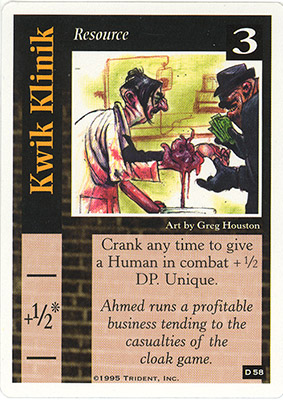 Kwik Klinik
Resource
3
Art by Greg Houston
Crank any time to give
a Human in combat + ½
DP. Unique.
Ahmed runs a profitable
business tending to the
casualties of the
cloak game.
+½*
©1995 TRIDENT, INC.
D 58